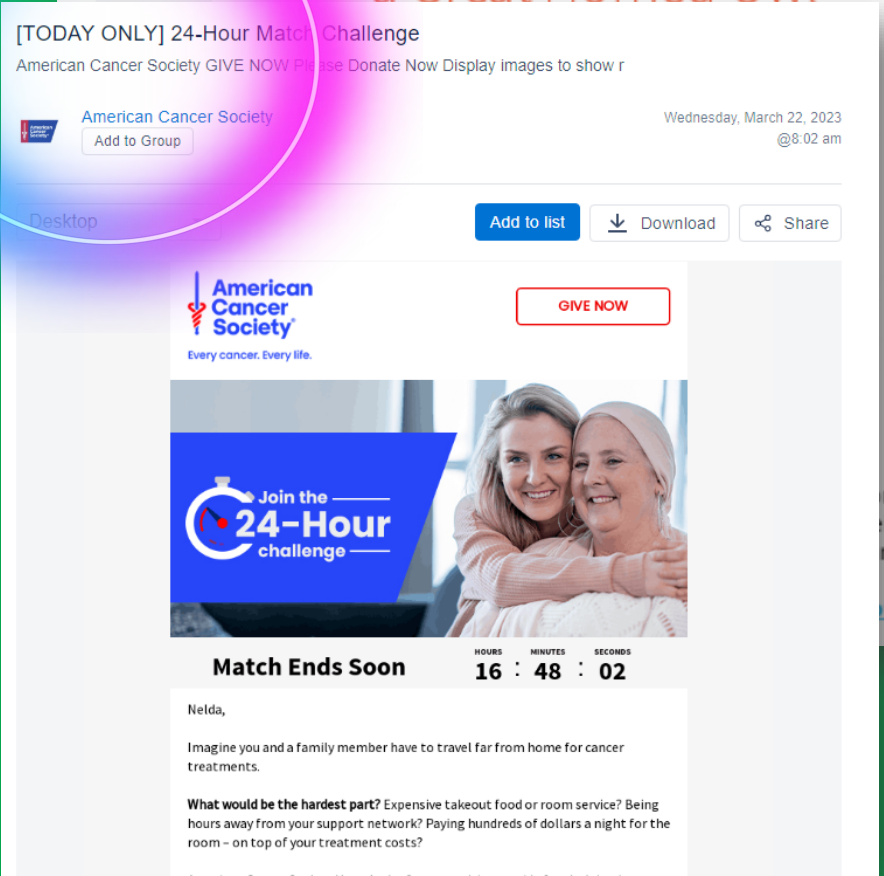 [TODAY ONLY] 24-Hour Match Challenge
American Cancer Society GIVE NOW Please Donate Now Display images to show r
American Cancer Society
American Cancer Society
Wednesday, March 22, 2023
Add to Group
@8:02 am
Desktop
Add to list
Download
Share
American
Cancer
Society®
GIVE NOW
Every cancer. Every life.
Join the
24-Hour
challenge
Match Ends Soon
HOURS MINUTES SECONDS
16 : 48 : 02
Nelda,
Imagine you and a family member have to travel far from home for cancer
treatments.
What would be the hardest part? Expensive takeout food or room service? Being
hours away from your support network? Paying hundreds of dollars a night for the
room – on top of your treatment costs?